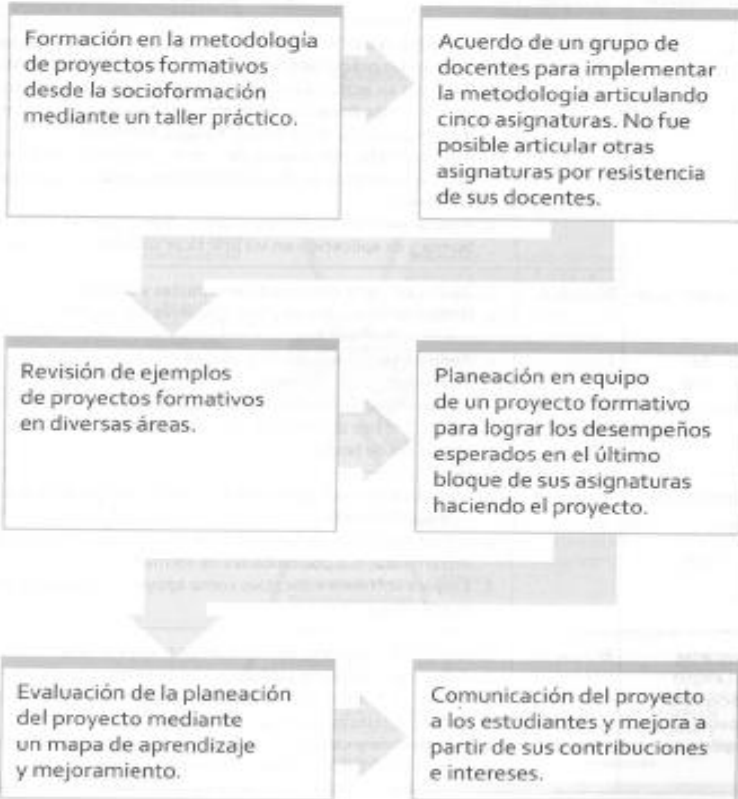 Formación en la metodología
de proyectos formativos
desde la socioformación
mediante un taller práctico.
Acuerdo de un grupo de
docentes para implementar
la metodología articulando
cinco asignaturas. No fue
posible articular otras
asignaturas por resistencia
de sus docentes.
Revisión de ejemplos
de proyectos formativos
en diversas áreas.
Planeación en equipo
de un proyecto formativo
para lograr los desempeños
esperados en el último
bloque de sus asignaturas
haciendo el proyecto.
Evaluación de la planeación
del proyecto mediante
un mapa de aprendizaje
y mejoramiento.
Comunicación del proyecto
a los estudiantes y mejora a
partir de sus contribuciones
e intereses.